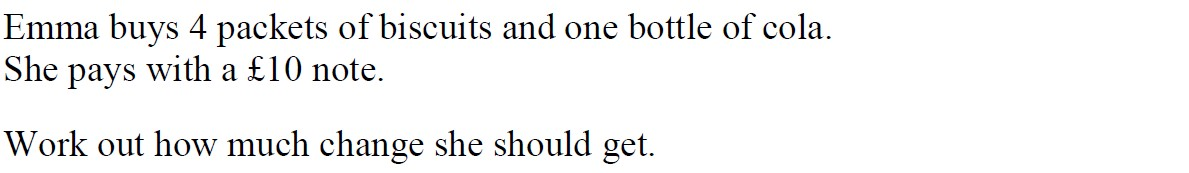 Emma buys 4 packets of biscuits and one bottle of cola.
She pays with a £10 note.
Work out how much change she should get.